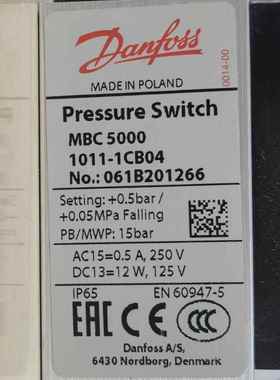 Danfoss
0014-D0
MADE IN POLAND
Pressure Switch
MBC 5000
1011-1CB04
No.: 061B201266
Setting: +0.5bar /
+0.05MPa Falling
PB/MWP: 15bar
AC15=0.5 A, 250 V
DC13=12 W, 125 V
IP65 EN 60947-5
EAC CE CCC
Danfoss A/S,
6430 Nordborg, Denmark